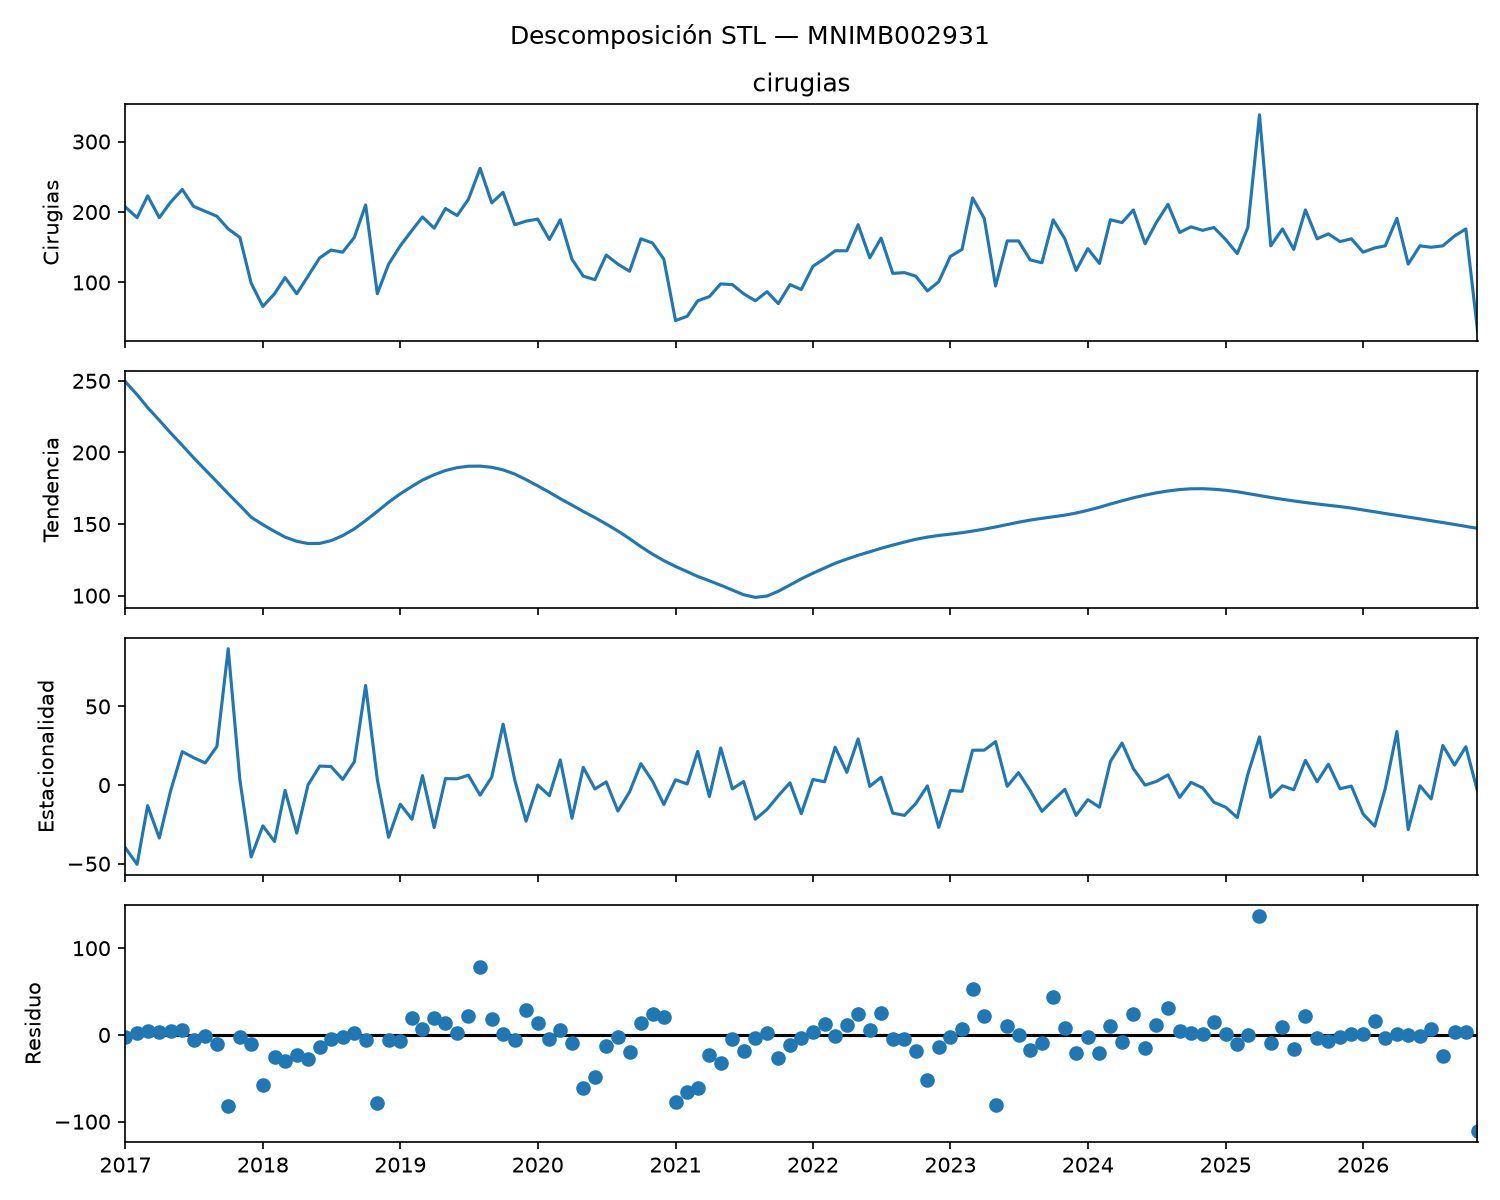 Descomposición STL — MNIMB002931
cirugias
Cirugias
300
200
100
Tendencia
250
200
150
100
Estacionalidad
50
0
−50
Residuo
100
0
−100
2017 2018 2019 2020 2021 2022 2023 2024 2025 2026